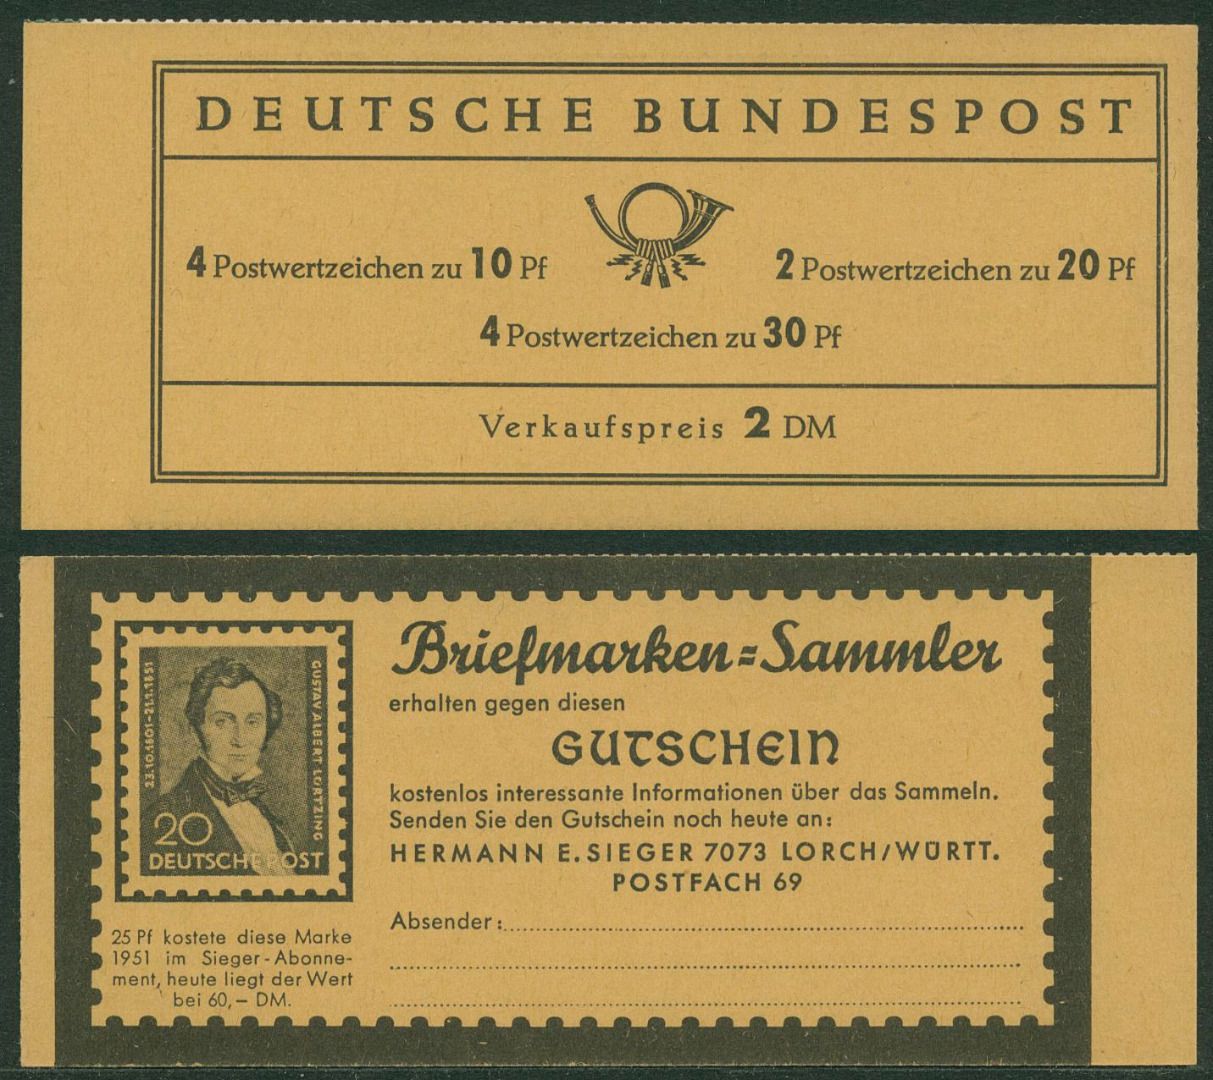 DEUTSCHE BUNDESPOST
4 Postwertzeichen zu 10 Pf
2 Postwertzeichen zu 20 Pf
4 Postwertzeichen zu 30 Pf
Verkaufspreis 2 DM
23.10.1801-21.1.1851
GUSTAV ALBERT LORTZING
20
DEUTSCHE POST
25 Pf kostete diese Marke
1951 im Sieger-Abonne-
ment, heute liegt der Wert
bei 60,– DM.
Briefmarken=Sammler
erhalten gegen diesen
GUTSCHEIN
kostenlos interessante Informationen über das Sammeln.
Senden Sie den Gutschein noch heute an:
HERMANN E. SIEGER 7073 LORCH/WÜRTT.
POSTFACH 69
Absender: